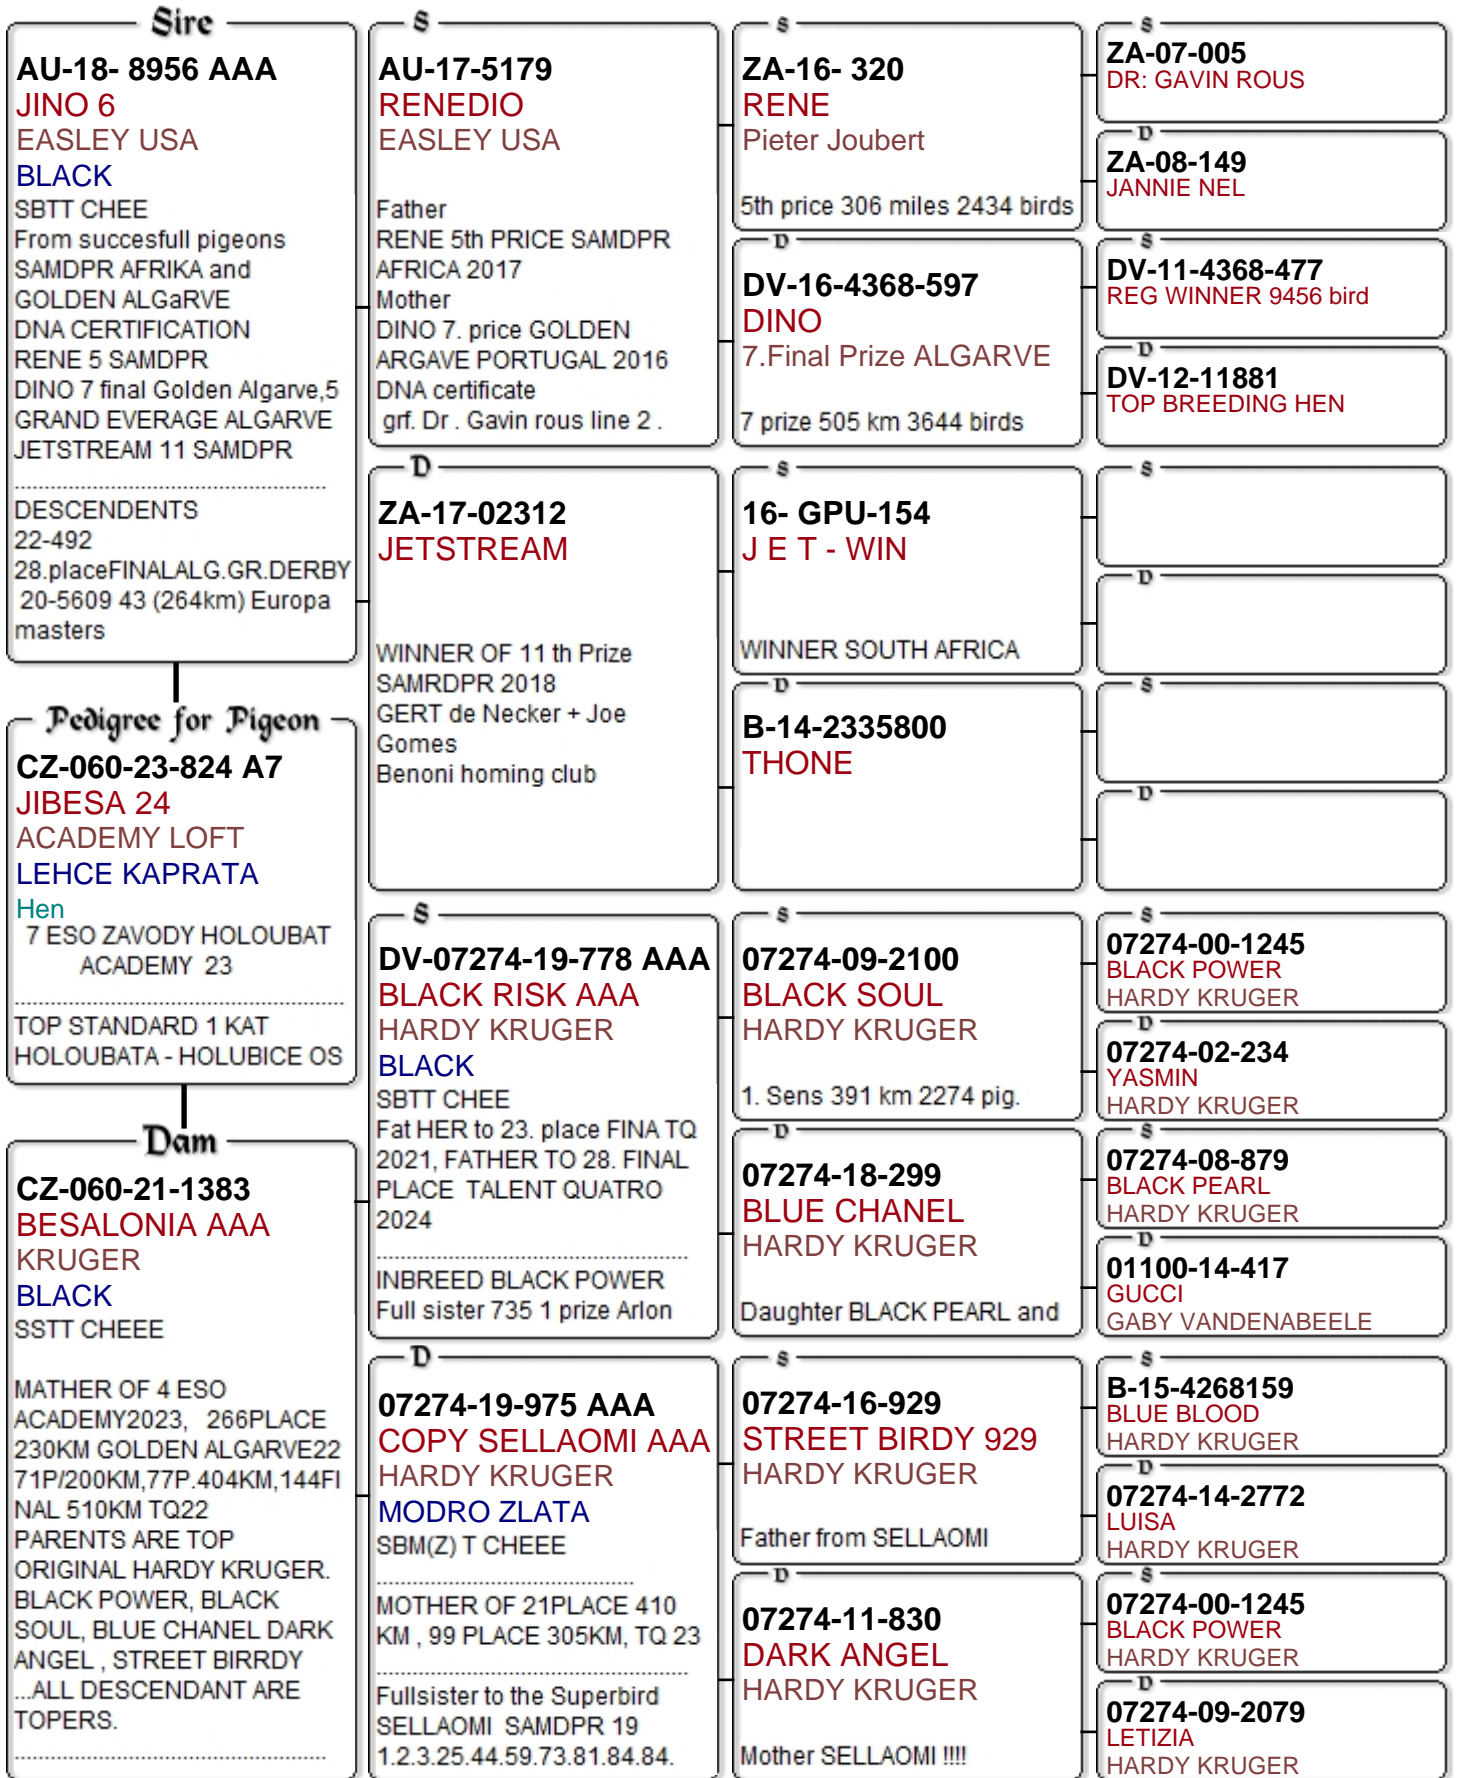 Sire
AU-18- 8956 AAA
JINO 6
EASLEY USA
BLACK
SBTT CHEE
From succesfull pigeons
SAMDPR AFRIKA and
GOLDEN ALGaRVE
DNA CERTIFICATION
RENE 5 SAMDPR
DINO 7 final Golden Algarve,5
GRAND EVERAGE ALGARVE
JETSTREAM 11 SAMDPR
....................................................
DESCENDENTS
22-492
28.placeFINALALG.GR.DERBY
20-5609 43 (264km) Europa
masters
Pedigree for Pigeon
CZ-060-23-824 A7
JIBESA 24
ACADEMY LOFT
LEHCE KAPRATA
Hen
7 ESO ZAVODY HOLOUBAT
ACADEMY 23
.......................................................
TOP STANDARD 1 KAT
HOLOUBATA - HOLUBICE OS
Dam
CZ-060-21-1383
BESALONIA AAA
KRUGER
BLACK
SSTT CHEEE
MATHER OF 4 ESO
ACADEMY2023, 266PLACE
230KM GOLDEN ALGARVE22
71P/200KM,77P.404KM,144FI
NAL 510KM TQ22
PARENTS ARE TOP
ORIGINAL HARDY KRUGER.
BLACK POWER, BLACK
SOUL, BLUE CHANEL DARK
ANGEL , STREET BIRRDY
...ALL DESCENDANT ARE
TOPERS.
....................................................
S
AU-17-5179
RENEDIO
EASLEY USA
Father
RENE 5th PRICE SAMDPR
AFRICA 2017
Mother
DINO 7. price GOLDEN
ARGAVE PORTUGAL 2016
DNA certificate
grf. Dr . Gavin rous line 2 .
D
ZA-17-02312
JETSTREAM
WINNER OF 11 th Prize
SAMRDPR 2018
GERT de Necker + Joe
Gomes
Benoni homing club
S
DV-07274-19-778 AAA
BLACK RISK AAA
HARDY KRUGER
BLACK
SBTT CHEE
Fat HER to 23. place FINA TQ
2021, FATHER TO 28. FINAL
PLACE TALENT QUATRO
2024
....................................................
INBREED BLACK POWER
Full sister 735 1 prize Arlon
D
07274-19-975 AAA
COPY SELLAOMI AAA
HARDY KRUGER
MODRO ZLATA
SBM(Z) T CHEEE
...........................................
MOTHER OF 21PLACE 410
KM , 99 PLACE 305KM, TQ 23
....................................................
Fullsister to the Superbird
SELLAOMI SAMDPR 19
1.2.3.25.44.59.73.81.84.84.
S
ZA-16- 320
RENE
Pieter Joubert
5th price 306 miles 2434 birds
D
DV-16-4368-597
DINO
7.Final Prize ALGARVE
7 prize 505 km 3644 birds
S
16- GPU-154
J E T - WIN
WINNER SOUTH AFRICA
D
B-14-2335800
THONE
S
07274-09-2100
BLACK SOUL
HARDY KRUGER
1. Sens 391 km 2274 pig.
D
07274-18-299
BLUE CHANEL
HARDY KRUGER
Daughter BLACK PEARL and
S
07274-16-929
STREET BIRDY 929
HARDY KRUGER
Father from SELLAOMI
D
07274-11-830
DARK ANGEL
HARDY KRUGER
Mother SELLAOMI !!!!
S
ZA-07-005
DR: GAVIN ROUS
D
ZA-08-149
JANNIE NEL
S
DV-11-4368-477
REG WINNER 9456 bird
D
DV-12-11881
TOP BREEDING HEN
S
D
S
D
S
07274-00-1245
BLACK POWER
HARDY KRUGER
D
07274-02-234
YASMIN
HARDY KRUGER
S
07274-08-879
BLACK PEARL
HARDY KRUGER
D
01100-14-417
GUCCI
GABY VANDENABEELE
S
B-15-4268159
BLUE BLOOD
HARDY KRUGER
D
07274-14-2772
LUISA
HARDY KRUGER
S
07274-00-1245
BLACK POWER
HARDY KRUGER
D
07274-09-2079
LETIZIA
HARDY KRUGER